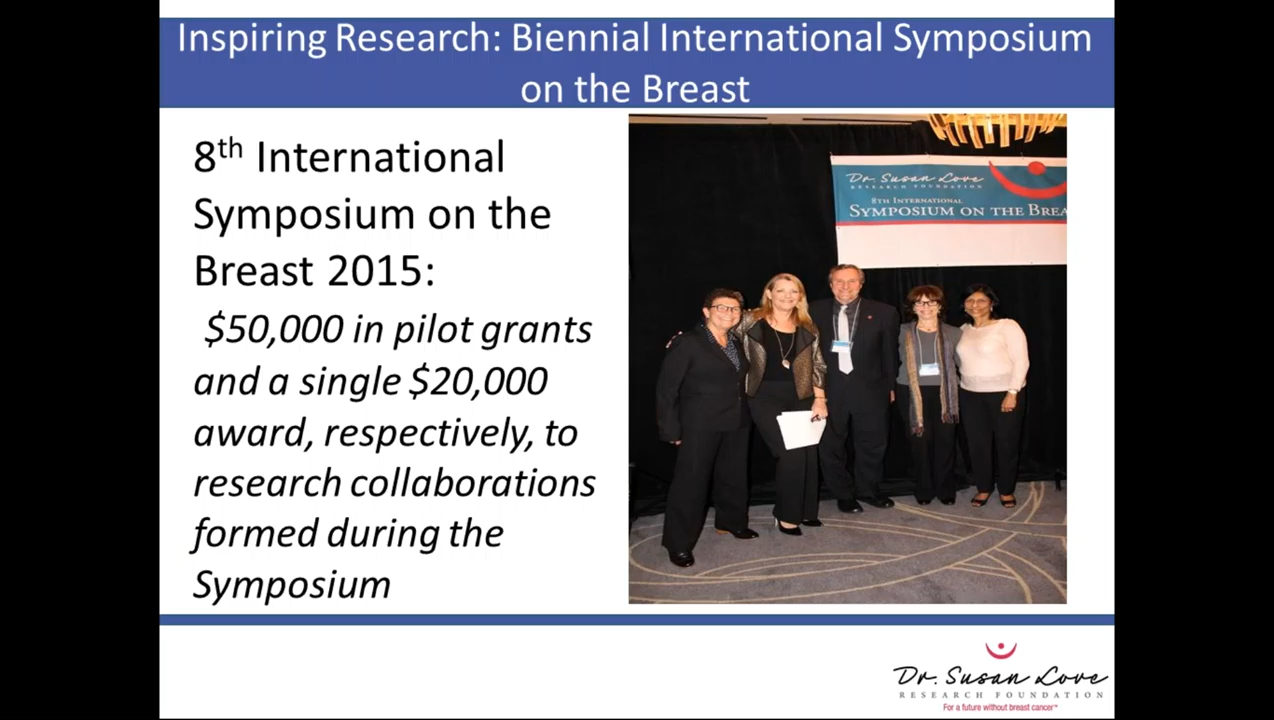 Inspiring Research: Biennial International Symposium
on the Breast
8th International
Symposium on the
Breast 2015:
$50,000 in pilot grants
and a single $20,000
award, respectively, to
research collaborations
formed during the
Symposium
Dr. Susan Love
RESEARCH FOUNDATION
8TH INTERNATIONAL
SYMPOSIUM ON THE BREA
Dr. Susan Love
RESEARCH FOUNDATION
For a future without breast cancer™